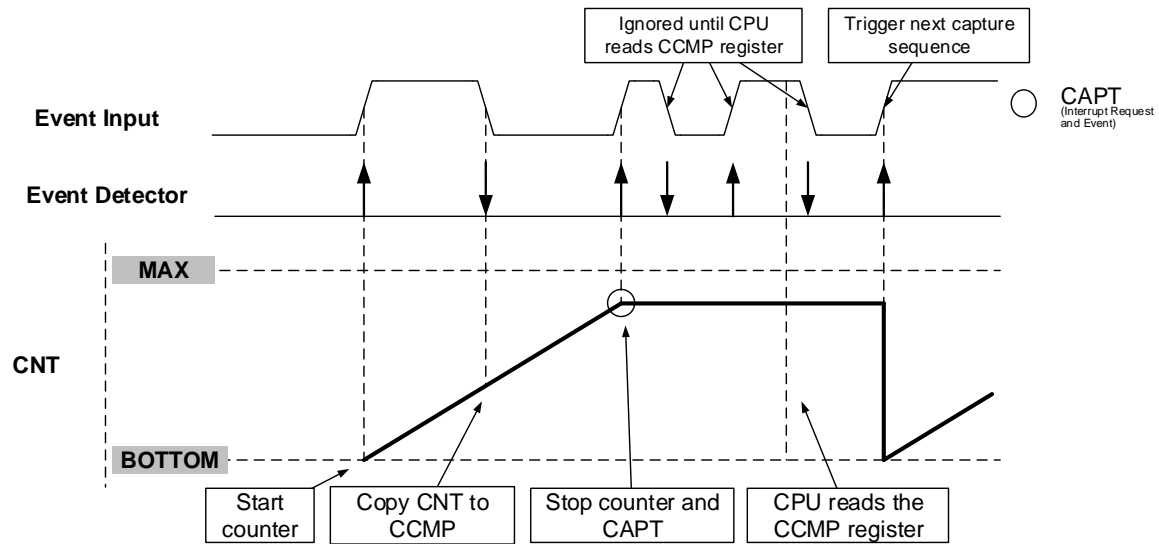 Ignored until CPU
reads CCMP register
Trigger next capture
sequence
Event Input
CAPT
(Interrupt Request
and Event)
Event Detector
MAX
CNT
BOTTOM
Start
counter
Copy CNT to
CCMP
Stop counter and
CAPT
CPU reads the
CCMP register